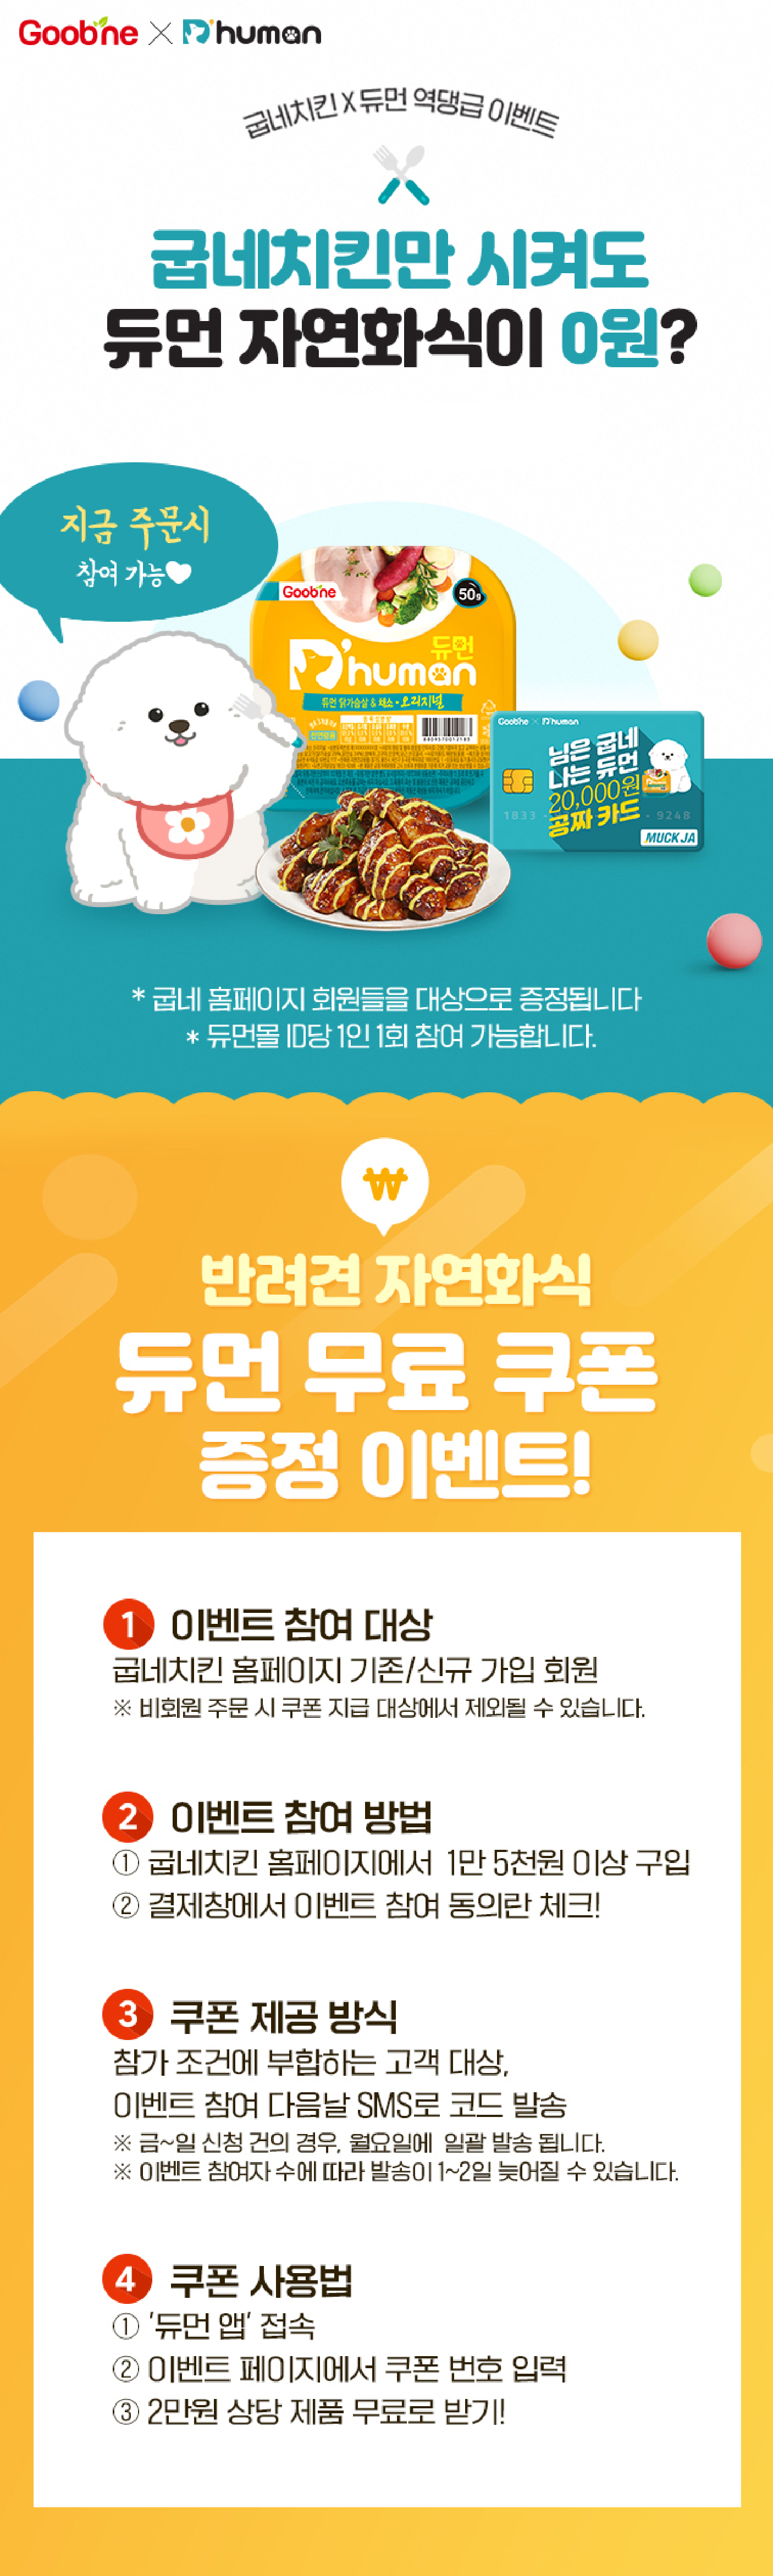 Goobne × D'human
굽네치킨 X 듀먼 역댕급 이벤트
굽네치킨만 시켜도
듀먼 자연화식이 0원?
지금 주문시
참여 가능
Goobne
50g
듀먼
D'human
듀먼 닭가슴살 & 채소 · 오리지널
Goobne × D'human
님은 굽네
나는 듀먼
20,000원
공짜 카드
1833
- 9248
MUCKJA
* 굽네 홈페이지 회원들을 대상으로 증정됩니다
* 듀먼몰 ID당 1인 1회 참여 가능합니다.
₩
반려견 자연화식
듀먼 무료 쿠폰
증정 이벤트!
1 이벤트 참여 대상
굽네치킨 홈페이지 기존/신규 가입 회원
※ 비회원 주문 시 쿠폰 지급 대상에서 제외될 수 있습니다.
2 이벤트 참여 방법
① 굽네치킨 홈페이지에서 1만 5천원 이상 구입
② 결제창에서 이벤트 참여 동의란 체크!
3 쿠폰 제공 방식
참가 조건에 부합하는 고객 대상,
이벤트 참여 다음날 SMS로 코드 발송
※ 금~일 신청 건의 경우, 월요일에 일괄 발송 됩니다.
※ 이벤트 참여자 수에 따라 발송이 1~2일 늦어질 수 있습니다.
4 쿠폰 사용법
① '듀먼 앱' 접속
② 이벤트 페이지에서 쿠폰 번호 입력
③ 2만원 상당 제품 무료로 받기!